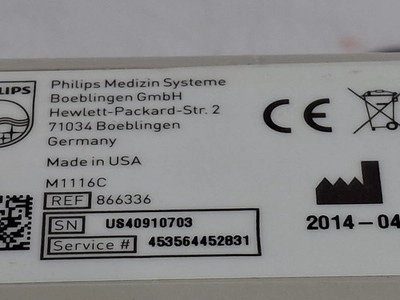 Philips Medizin Systeme
Boeblingen GmbH
Hewlett-Packard-Str. 2
71034 Boeblingen
Germany
Made in USA
M1116C
REF 866336
SN US40910703
Service # 453564452831
CE
2014-04